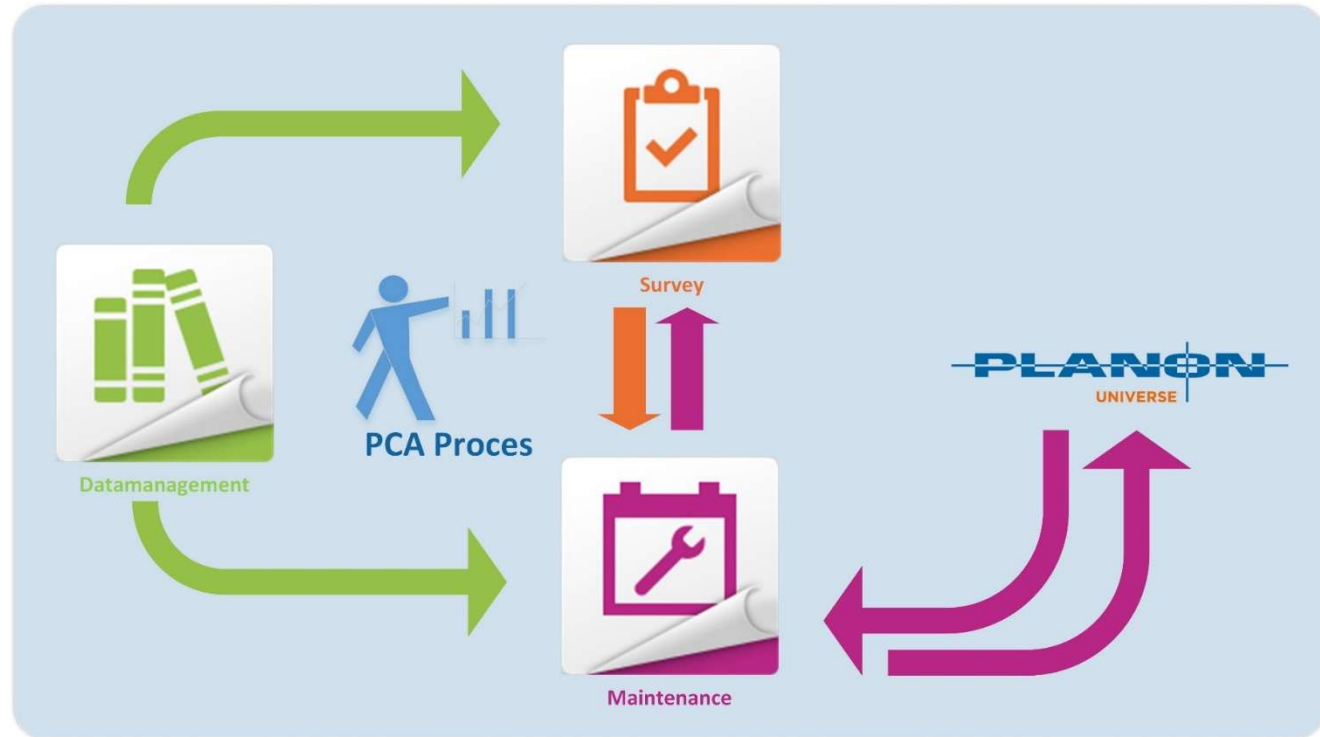 Survey
PLANON
UNIVERSE
PCA Proces
Datamanagement
Maintenance